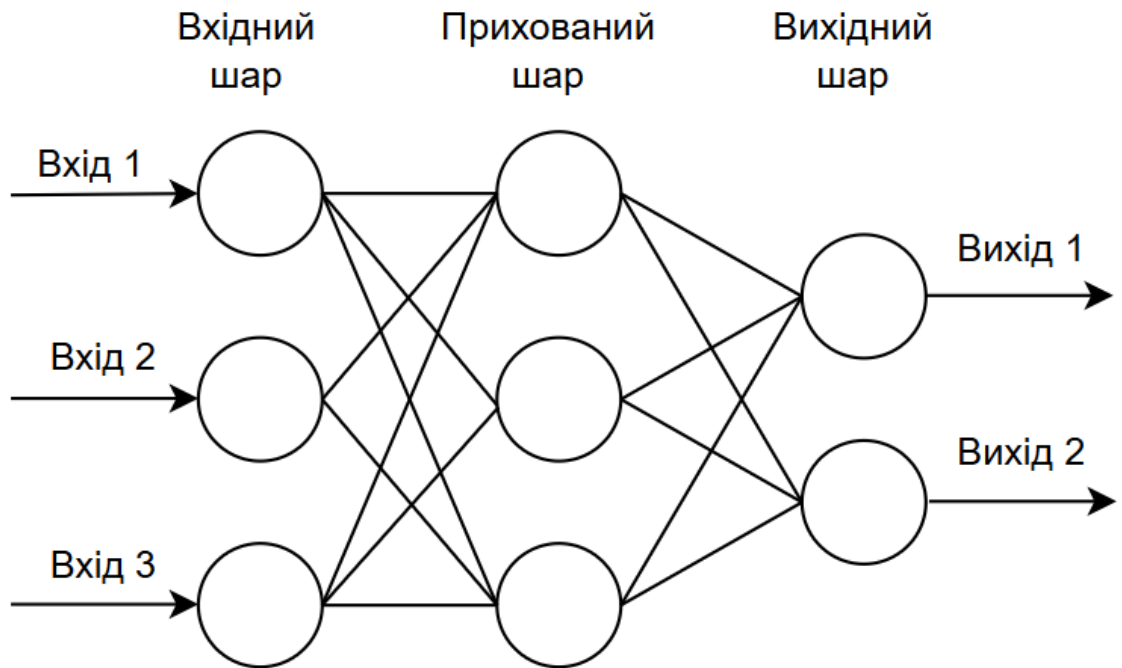 Вхідний
шар
Прихований
шар
Вихідний
шар
Вхід 1
Вхід 2
Вхід 3
Вихід 1
Вихід 2